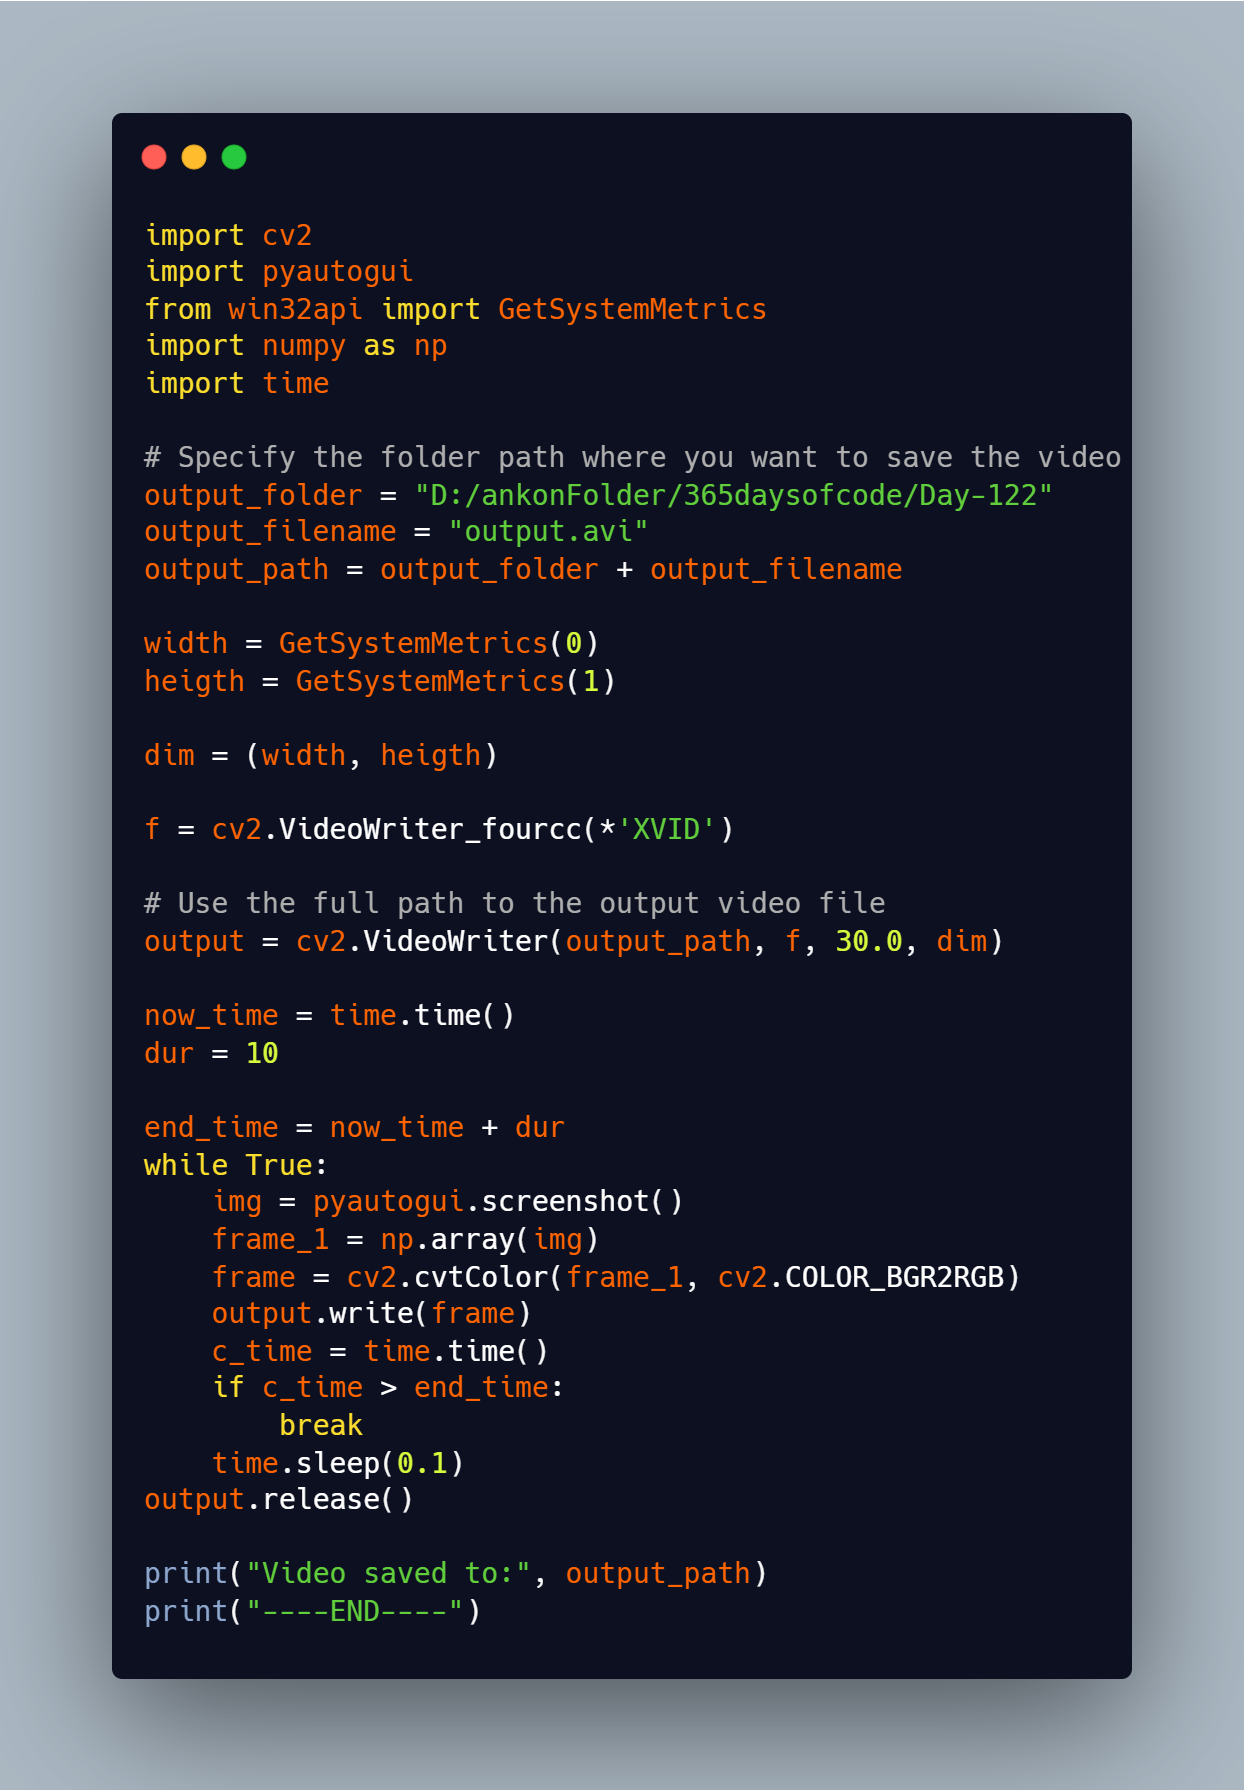 import cv2
import pyautogui
from win32api import GetSystemMetrics
import numpy as np
import time

# Specify the folder path where you want to save the video
output_folder = "D:/ankonFolder/365daysofcode/Day-122"
output_filename = "output.avi"
output_path = output_folder + output_filename

width = GetSystemMetrics(0)
heigth = GetSystemMetrics(1)

dim = (width, heigth)

f = cv2.VideoWriter_fourcc(*'XVID')

# Use the full path to the output video file
output = cv2.VideoWriter(output_path, f, 30.0, dim)

now_time = time.time()
dur = 10

end_time = now_time + dur
while True:
    img = pyautogui.screenshot()
    frame_1 = np.array(img)
    frame = cv2.cvtColor(frame_1, cv2.COLOR_BGR2RGB)
    output.write(frame)
    c_time = time.time()
    if c_time > end_time:
        break
    time.sleep(0.1)
output.release()

print("Video saved to:", output_path)
print("----END----")